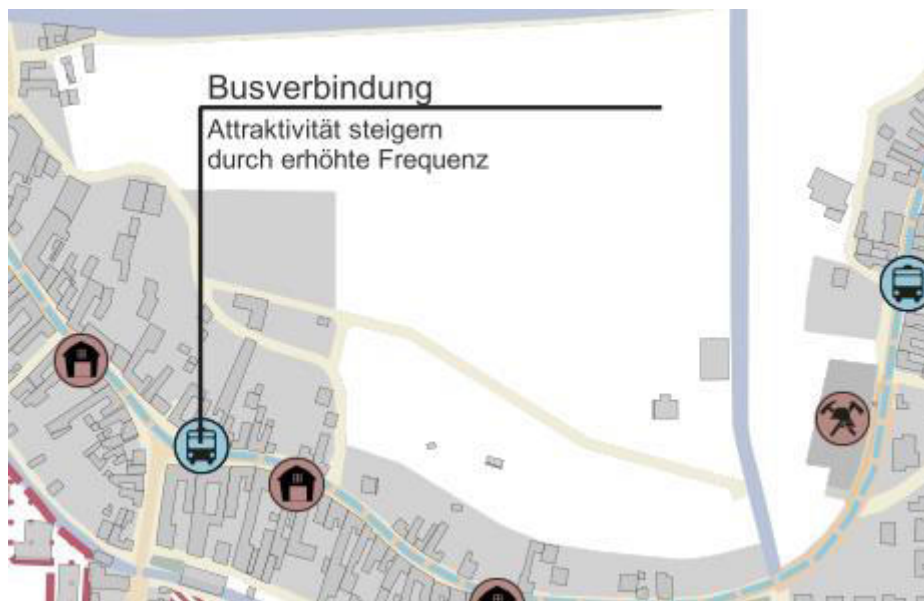 Busverbindung
Attraktivität steigern
durch erhöhte Frequenz